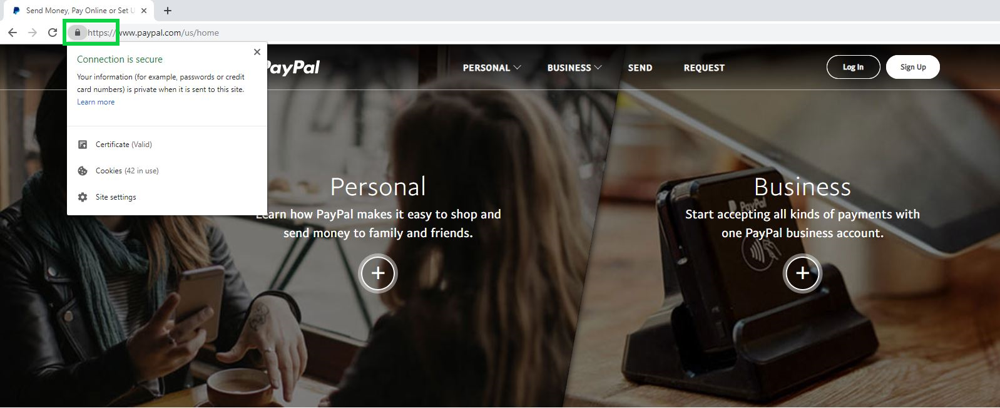 Send Money, Pay Online or Set U
https://www.paypal.com/us/home
Connection is secure
Your information (for example, passwords or credit
card numbers) is private when it is sent to this site.
Learn more
Certificate (Valid)
Cookies (42 in use)
Site settings
PayPal
PERSONAL
BUSINESS
SEND
REQUEST
Log In
Sign Up
Personal
Learn how PayPal makes it easy to shop and
send money to family and friends.
Business
Start accepting all kinds of payments with
one PayPal business account.
PayPal